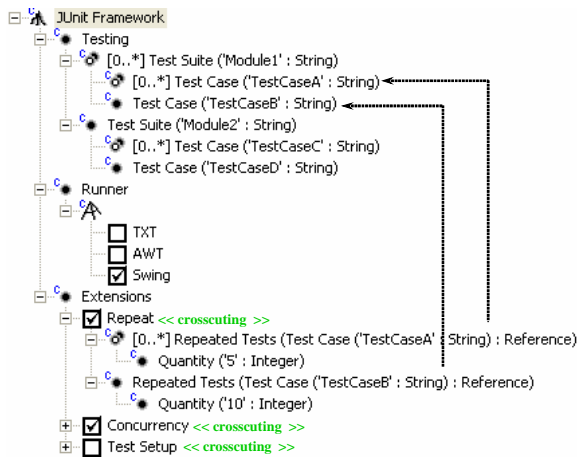 JUnit Framework
Testing
[0..*] Test Suite ('Module1' : String)
[0..*] Test Case ('TestCaseA' : String)
Test Case ('TestCaseB' : String)
Test Suite ('Module2' : String)
[0..*] Test Case ('TestCaseC' : String)
Test Case ('TestCaseD' : String)
Runner
TXT
AWT
Swing
Extensions
Repeat << crosscuting >>
[0..*] Repeated Tests (Test Case ('TestCaseA' : String) : Reference)
Quantity ('5' : Integer)
Repeated Tests (Test Case ('TestCaseB' : String) : Reference)
Quantity ('10' : Integer)
Concurrency << crosscuting >>
Test Setup << crosscuting >>